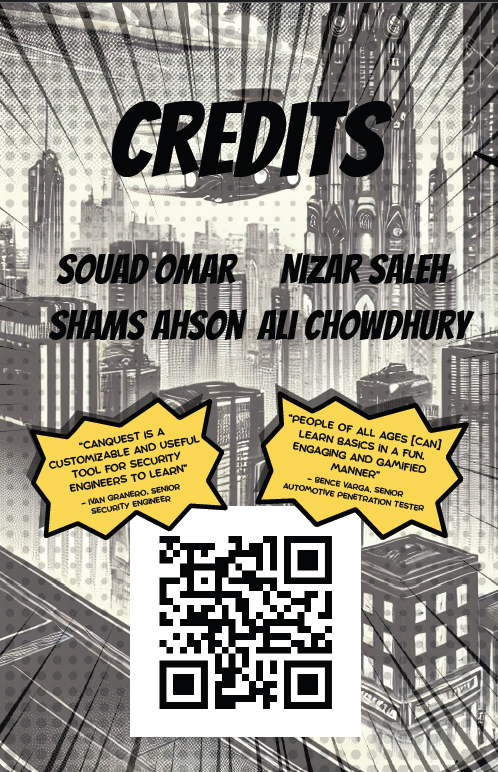 CREDITS
SOUAD OMAR NIZAR SALEH
SHAMS AHSON ALI CHOWDHURY
"CANQUEST IS A
CUSTOMIZABLE AND USEFUL
TOOL FOR SECURITY
ENGINEERS TO LEARN"
- IVAN GRANERO, SENIOR
SECURITY ENGINEER
"PEOPLE OF ALL AGES [CAN]
LEARN BASICS IN A FUN,
ENGAGING AND GAMIFIED
MANNER"
- BENCE VARGA, SENIOR
AUTOMOTIVE PENETRATION TESTER